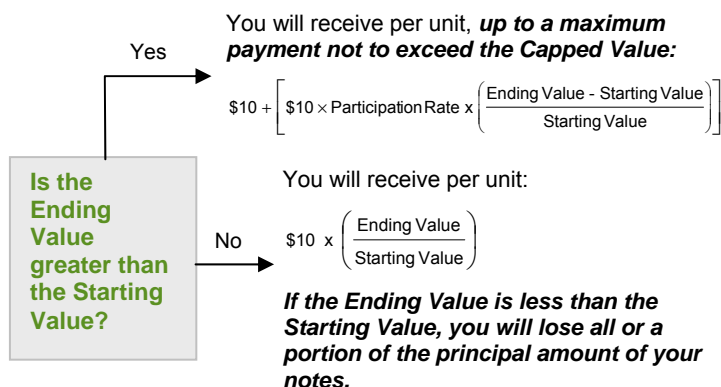 You will receive per unit, up to a maximum
payment not to exceed the Capped Value:
Yes
$10 + [ $10 × Participation Rate x ( Ending Value - Starting Value / Starting Value ) ]
Is the
Ending
Value
greater than
the Starting
Value?
No
You will receive per unit:
$10 x ( Ending Value / Starting Value )
If the Ending Value is less than the
Starting Value, you will lose all or a
portion of the principal amount of your
notes.